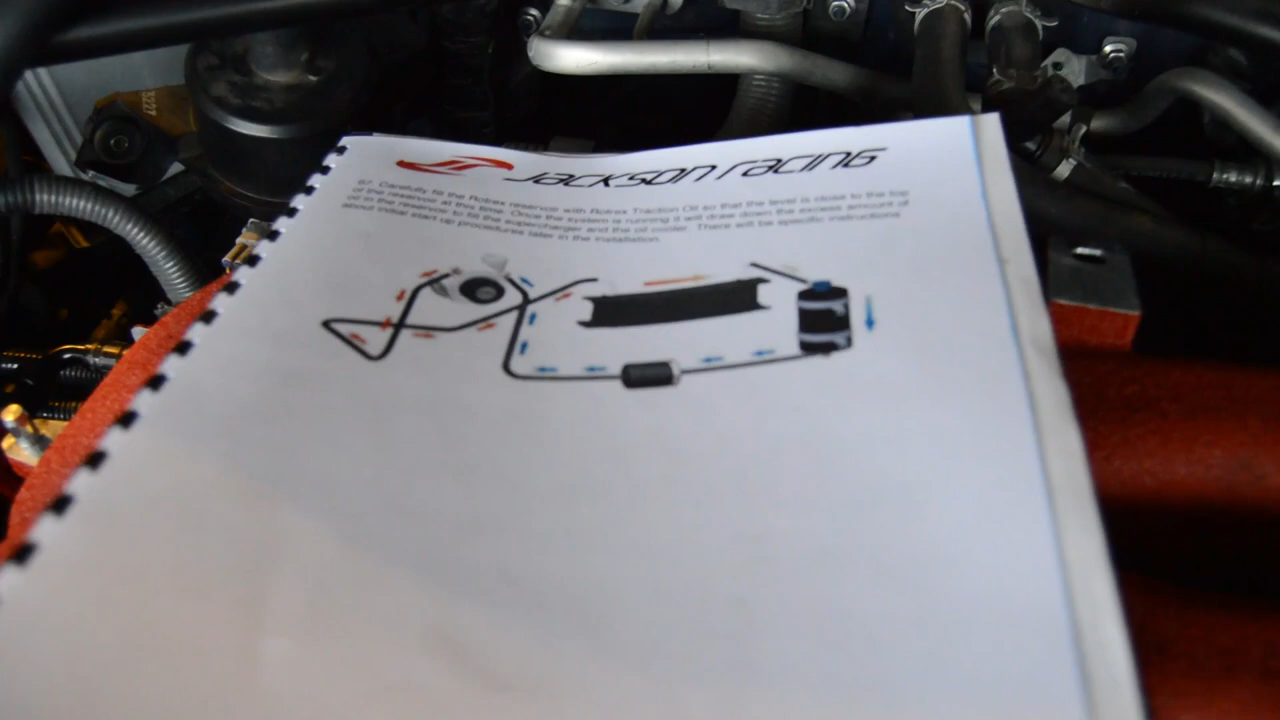 JACKSON RACING
67. Carefully fill the Rotrex reservoir with Rotrex Traction Oil so that the level is close to the top
of the reservoir at this time. Once the system is running it will draw down the excess amount of
oil in the reservoir to fill the supercharger and the oil cooler. There will be specific instructions
about initial start up procedures later in the installation.